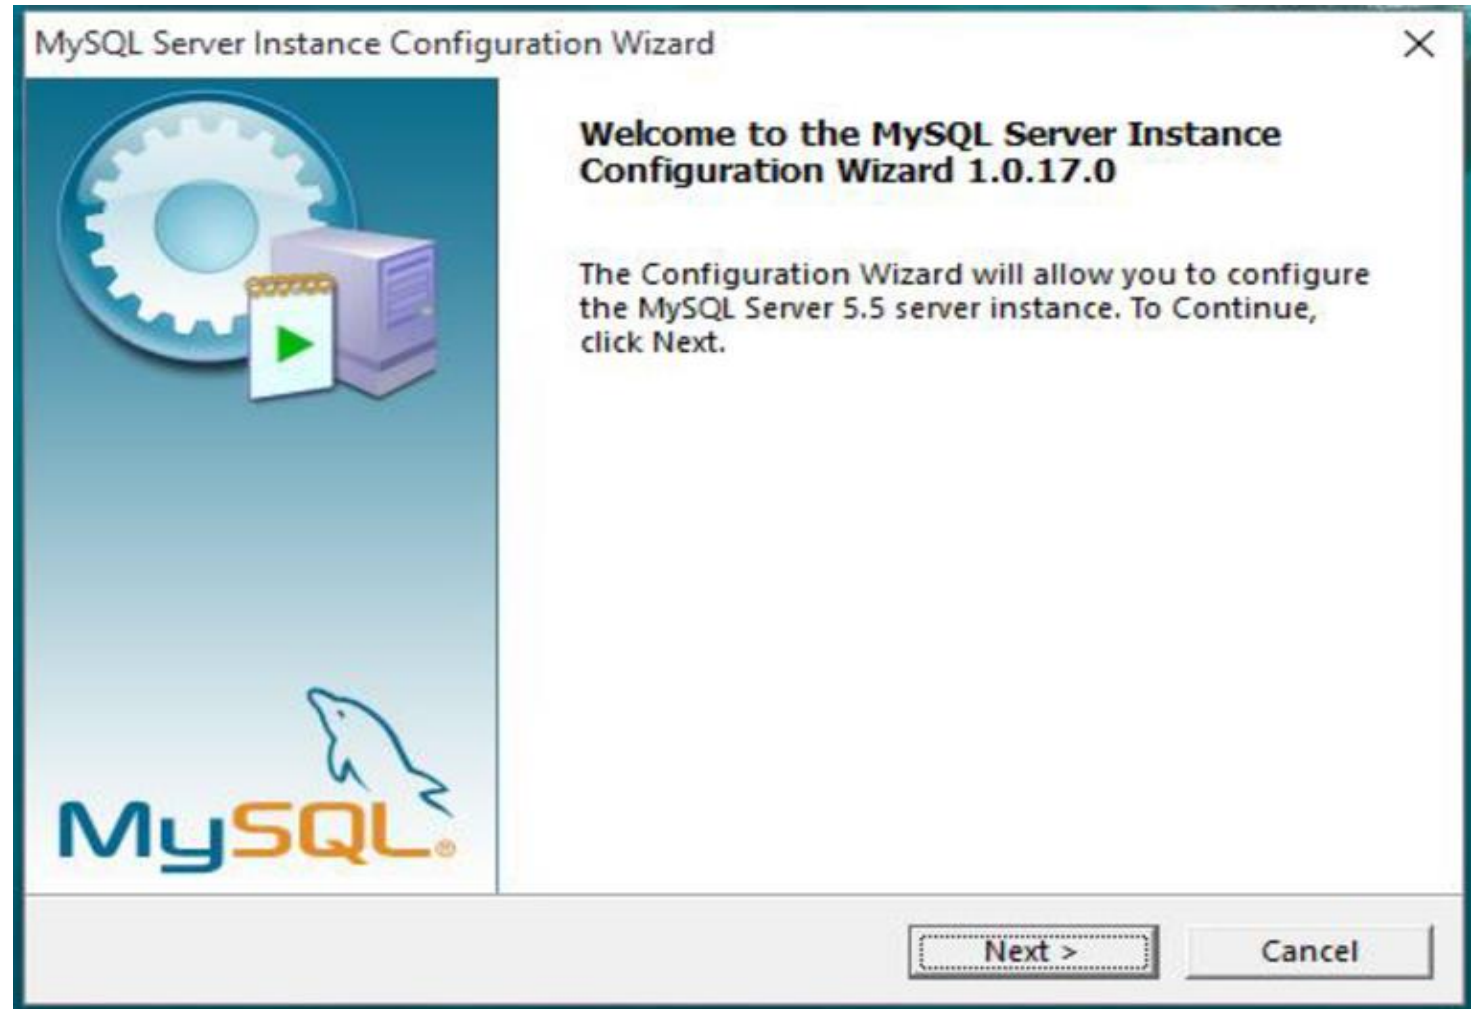 MySQL Server Instance Configuration Wizard
Welcome to the MySQL Server Instance
Configuration Wizard 1.0.17.0
The Configuration Wizard will allow you to configure
the MySQL Server 5.5 server instance. To Continue,
click Next.
MySQL®
Next >
Cancel